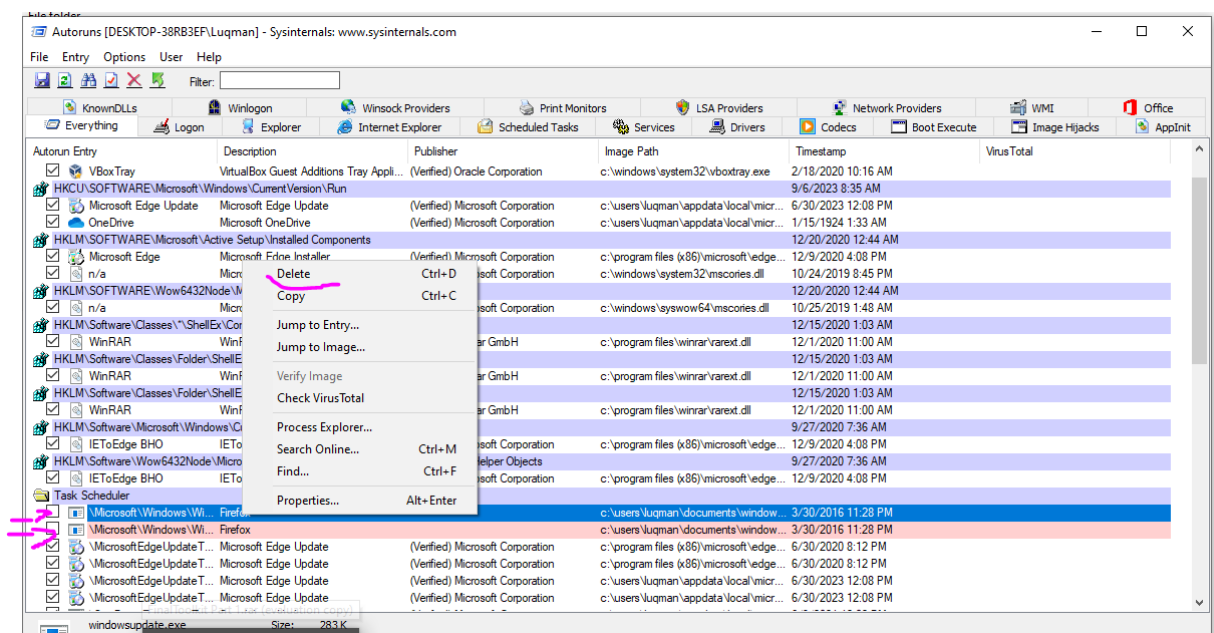 File folder
Autoruns [DESKTOP-38RB3EF\Luqman] - Sysinternals: www.sysinternals.com
File Entry Options User Help
Filter:
KnownDLLs Winlogon Winsock Providers Print Monitors LSA Providers Network Providers WMI Office
Everything Logon Explorer Internet Explorer Scheduled Tasks Services Drivers Codecs Boot Execute Image Hijacks AppInit
Autorun Entry Description Publisher Image Path Timestamp VirusTotal
VBoxTray VirtualBox Guest Additions Tray Appli... (Verified) Oracle Corporation c:\windows\system32\vboxtray.exe 2/18/2020 10:16 AM
HKCU\SOFTWARE\Microsoft\Windows\CurrentVersion\Run 9/6/2023 8:35 AM
Microsoft Edge Update Microsoft Edge Update (Verified) Microsoft Corporation c:\users\luqman\appdata\local\micr... 6/30/2023 12:08 PM
OneDrive Microsoft OneDrive (Verified) Microsoft Corporation c:\users\luqman\appdata\local\micr... 1/15/1924 1:33 AM
HKLM\SOFTWARE\Microsoft\Active Setup\Installed Components 12/20/2020 12:44 AM
Microsoft Edge Microsoft Edge Installer (Verified) Microsoft Corporation c:\program files (x86)\microsoft\edge... 12/9/2020 4:08 PM
n/a Micro Delete Ctrl+D osoft Corporation c:\windows\system32\mscories.dll 10/24/2019 8:45 PM
HKLM\SOFTWARE\Wow6432Node\M Copy Ctrl+C 12/20/2020 12:44 AM
n/a Micro osoft Corporation c:\windows\syswow64\mscories.dll 10/25/2019 1:48 AM
HKLM\Software\Classes\*\ShellEx\Cor Jump to Entry... 12/15/2020 1:03 AM
WinRAR WinR Jump to Image... ar GmbH c:\program files\winrar\rarext.dll 12/1/2020 11:00 AM
HKLM\Software\Classes\Folder\ShellE 12/15/2020 1:03 AM
WinRAR WinR Verify Image ar GmbH c:\program files\winrar\rarext.dll 12/1/2020 11:00 AM
HKLM\Software\Classes\Folder\ShellE Check VirusTotal 12/15/2020 1:03 AM
WinRAR WinR ar GmbH c:\program files\winrar\rarext.dll 12/1/2020 11:00 AM
HKLM\Software\Microsoft\Windows\C Process Explorer... 9/27/2020 7:36 AM
IEToEdge BHO IETo Search Online... Ctrl+M osoft Corporation c:\program files (x86)\microsoft\edge... 12/9/2020 4:08 PM
HKLM\Software\Wow6432Node\Micro Find... Ctrl+F Helper Objects 9/27/2020 7:36 AM
IEToEdge BHO IETo osoft Corporation c:\program files (x86)\microsoft\edge... 12/9/2020 4:08 PM
Task Scheduler Properties... Alt+Enter
\Microsoft\Windows\Wi... Firefox c:\users\luqman\documents\window... 3/30/2016 11:28 PM
\Microsoft\Windows\Wi... Firefox c:\users\luqman\documents\window... 3/30/2016 11:28 PM
\MicrosoftEdgeUpdateT... Microsoft Edge Update (Verified) Microsoft Corporation c:\program files (x86)\microsoft\edge... 6/30/2020 8:12 PM
\MicrosoftEdgeUpdateT... Microsoft Edge Update (Verified) Microsoft Corporation c:\program files (x86)\microsoft\edge... 6/30/2020 8:12 PM
\MicrosoftEdgeUpdateT... Microsoft Edge Update (Verified) Microsoft Corporation c:\users\luqman\appdata\local\micr... 6/30/2023 12:08 PM
\MicrosoftEdgeUpdateT... Microsoft Edge Update (Verified) Microsoft Corporation c:\users\luqman\appdata\local\micr... 6/30/2023 12:08 PM
windowsupdate.exe Size: 283 K